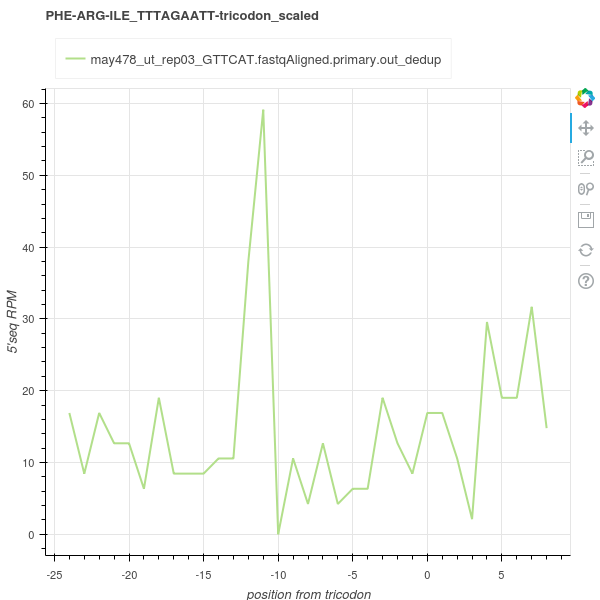 PHE-ARG-ILE_TTTAGAATT-tricodon_scaled
may478_ut_rep03_GTTCAT.fastqAligned.primary.out_dedup
60
50
40
30
20
10
0
5'seq RPM
-25 -20 -15 -10 -5 0 5
position from tricodon